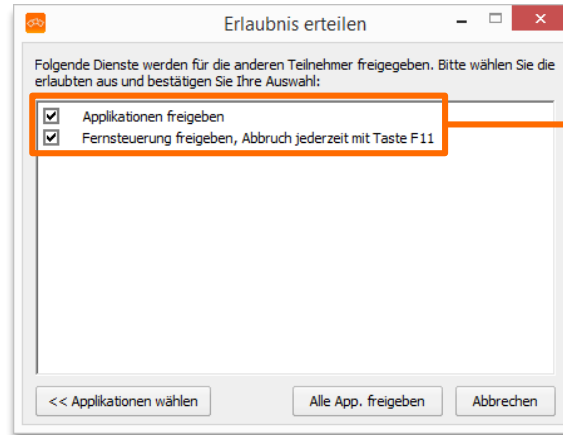 Erlaubnis erteilen
Folgende Dienste werden für die anderen Teilnehmer freigegeben. Bitte wählen Sie die
erlaubten aus und bestätigen Sie Ihre Auswahl:
Applikationen freigeben
Fernsteuerung freigeben, Abbruch jederzeit mit Taste F11
<< Applikationen wählen
Alle App. freigeben
Abbrechen